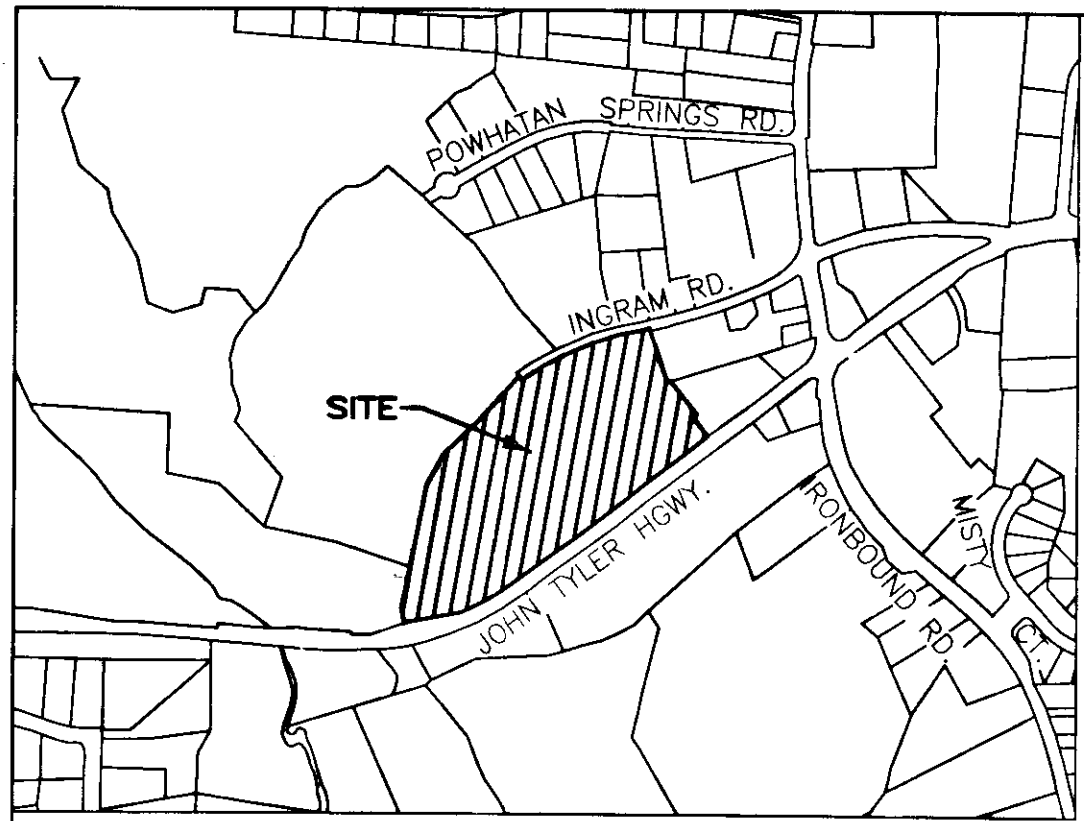 POWHATAN SPRINGS RD.
INGRAM RD.
SITE
JOHN TYLER HGWY.
IRONBOUND RD.
MISTY CT.